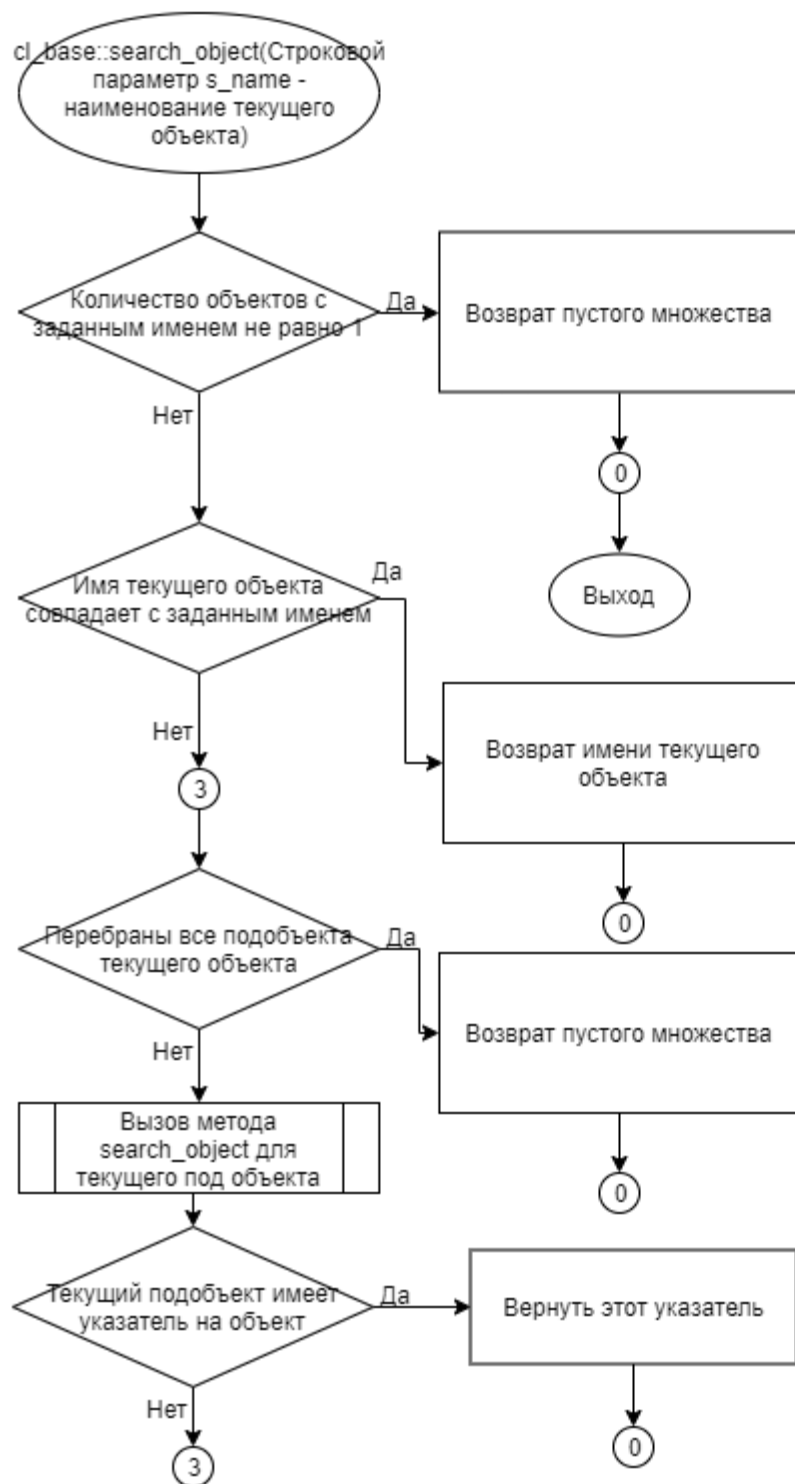 cl_base::search_object(Строковой
параметр s_name -
наименование текущего
объекта)
Количество объектов с
заданным именем не равно 1
Да
Возврат пустого множества
Нет
0
Выход
Имя текущего объекта
совпадает с заданным именем
Да
Возврат имени текущего
объекта
Нет
3
0
Перебраны все подобъекта
текущего объекта
Да
Возврат пустого множества
Нет
0
Вызов метода
search_object для
текущего под объекта
Текущий подобъект имеет
указатель на объект
Да
Вернуть этот указатель
Нет
3
0